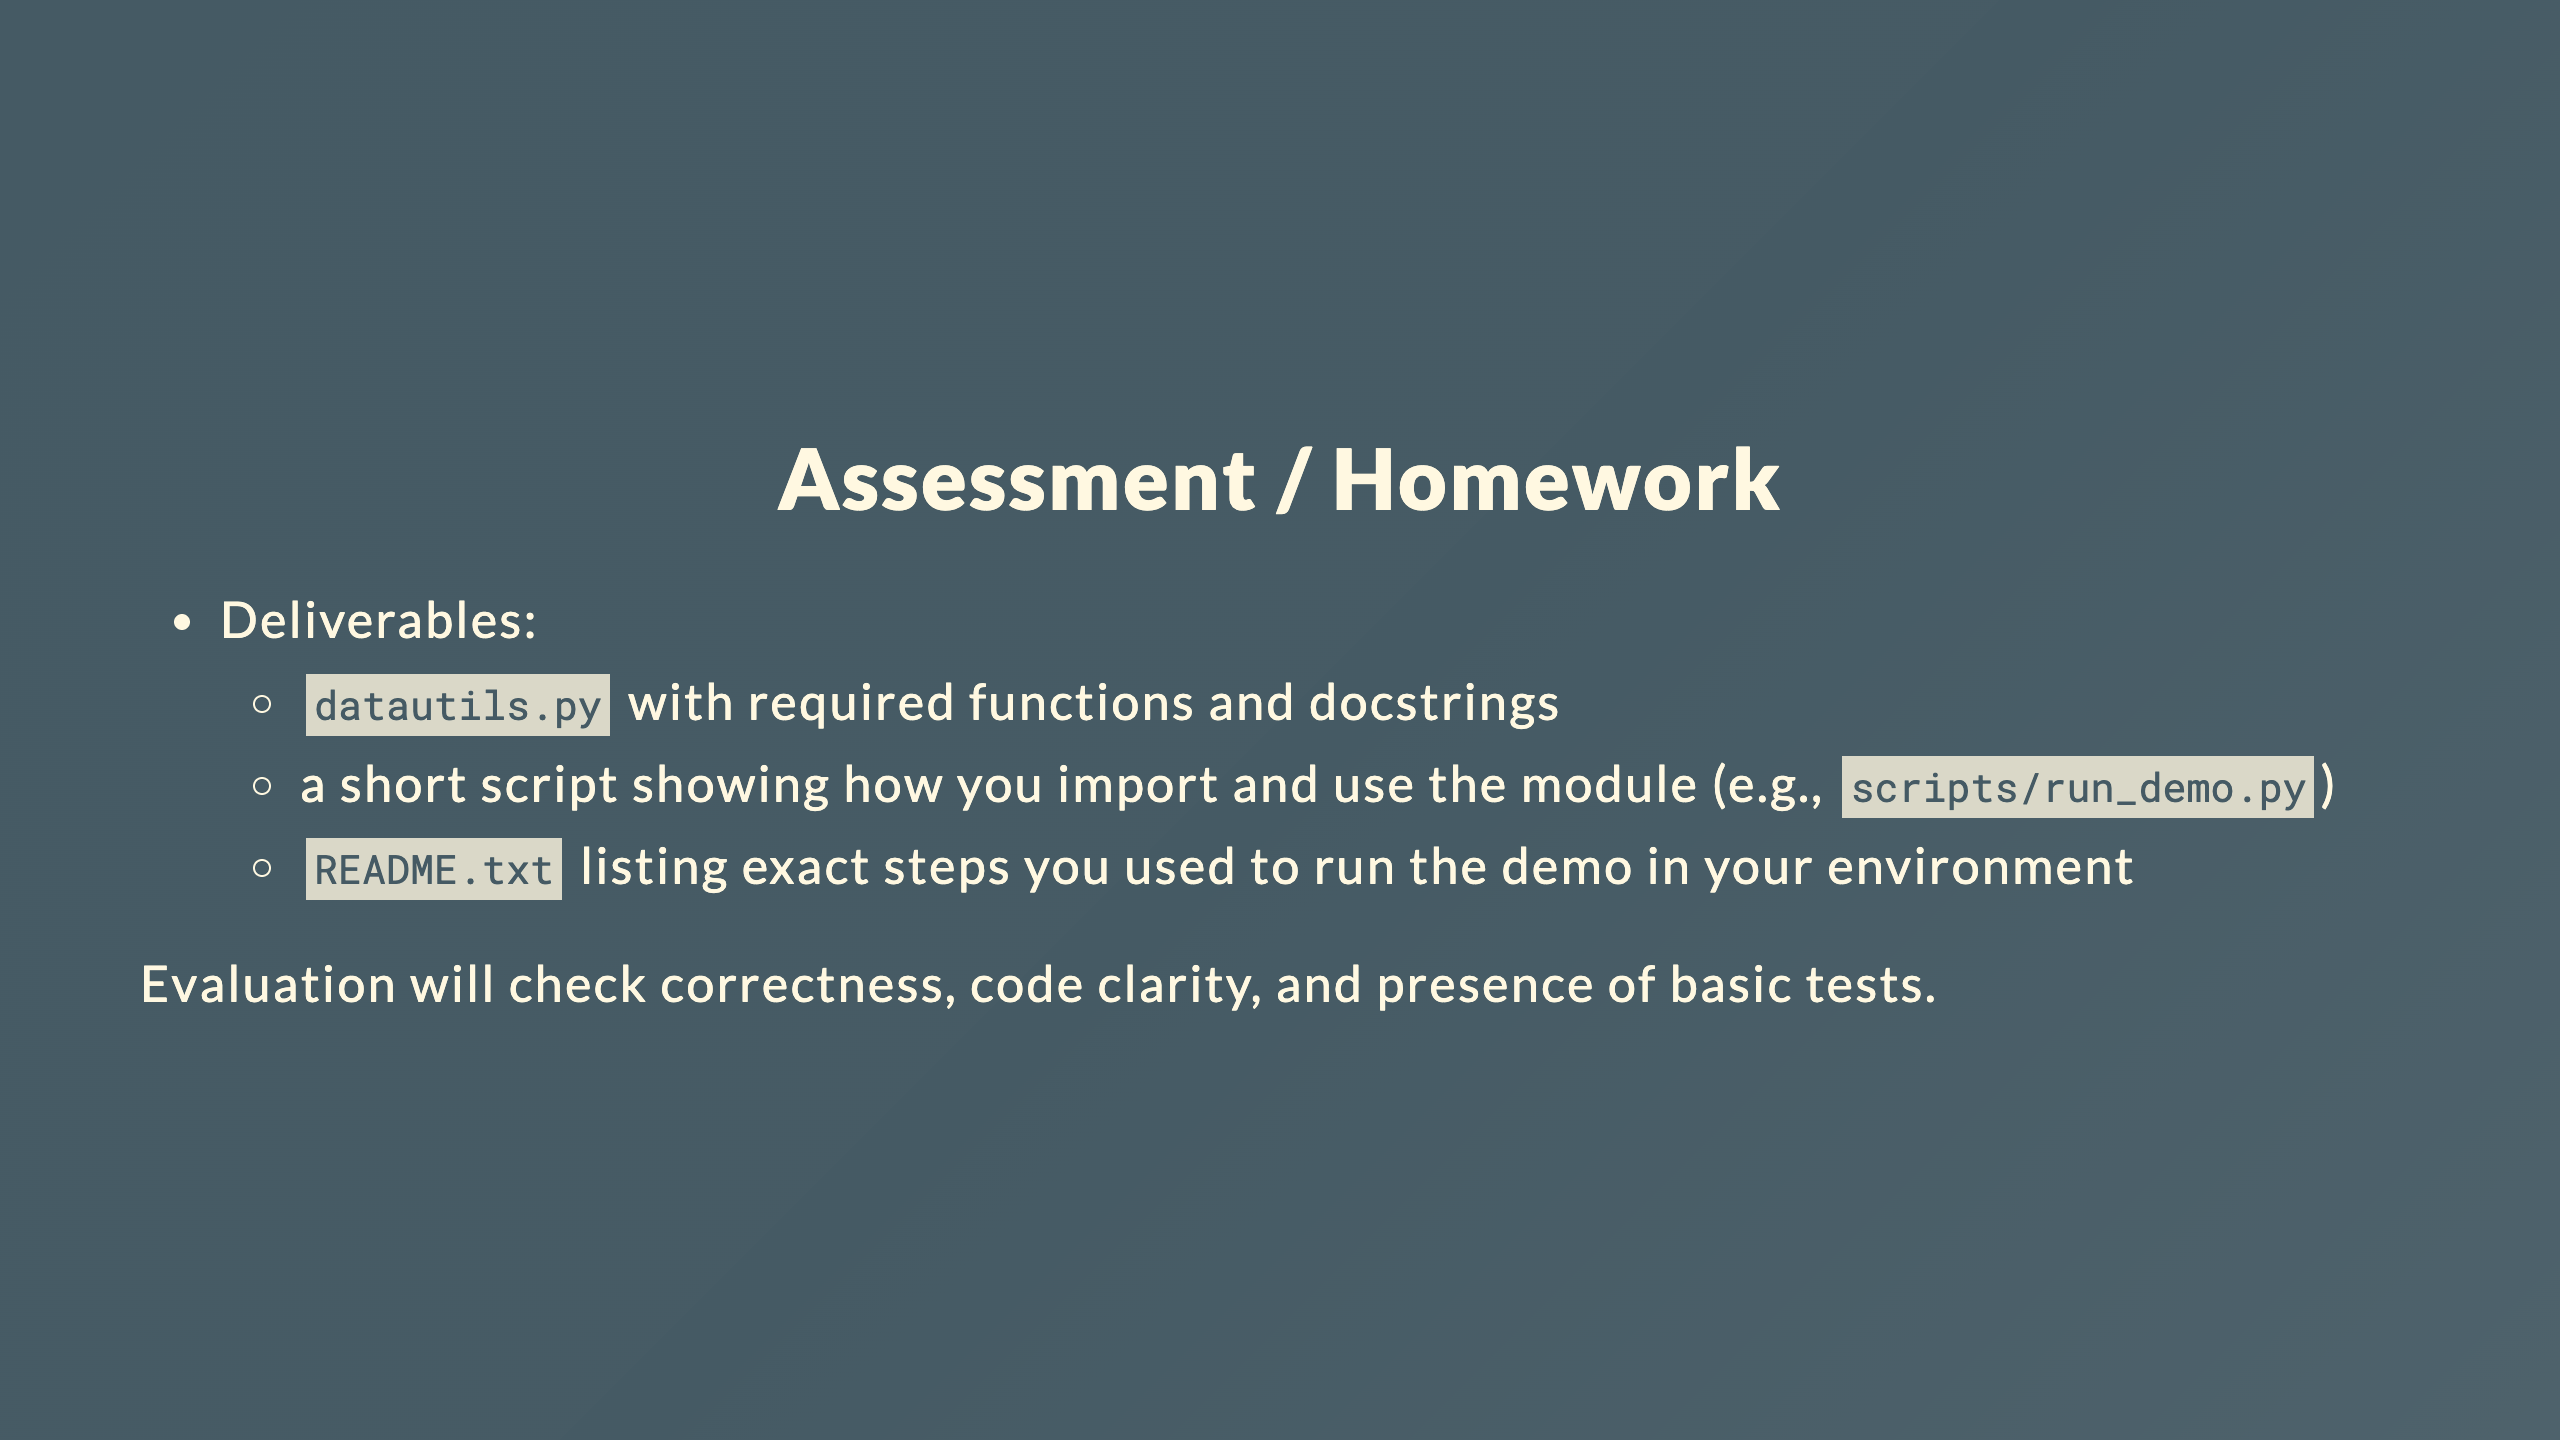 Assessment / Homework
• Deliverables:
◦ datautils.py with required functions and docstrings
◦ a short script showing how you import and use the module (e.g., scripts/run_demo.py)
◦ README.txt listing exact steps you used to run the demo in your environment
Evaluation will check correctness, code clarity, and presence of basic tests.